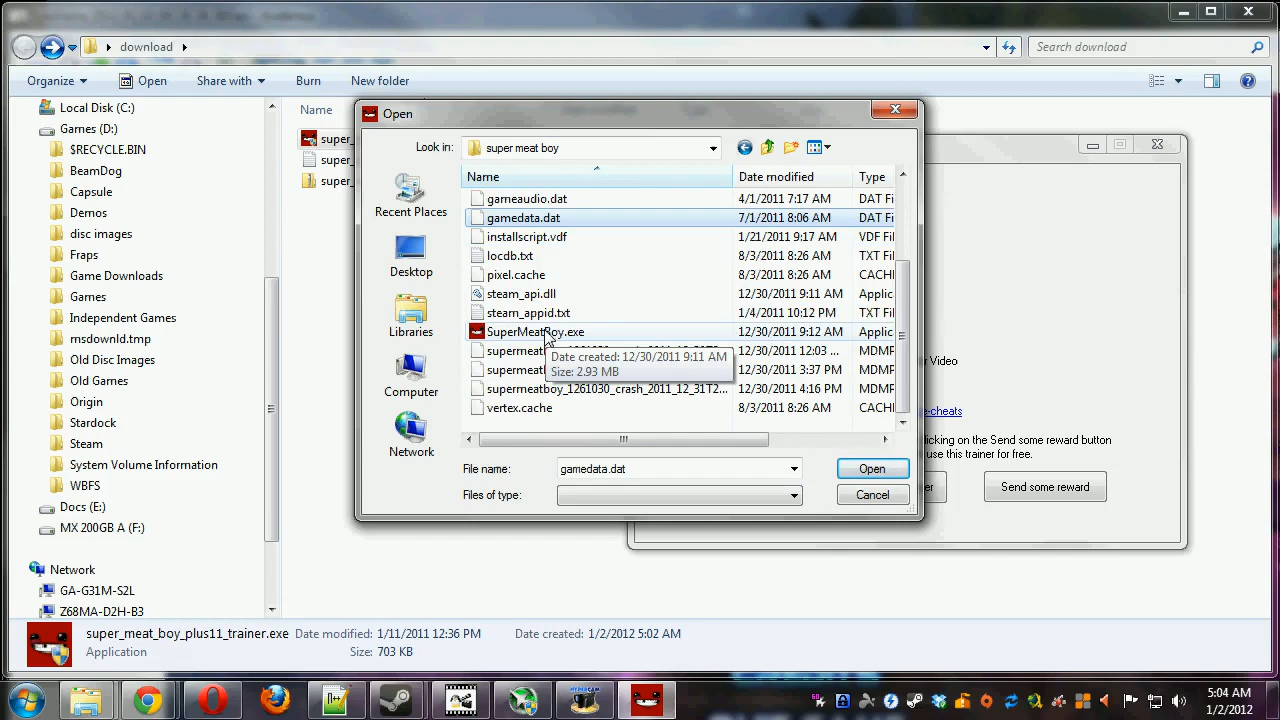 download
Search download
Organize
Open
Share with
Burn
New folder
Local Disk (C:)
Games (D:)
$RECYCLE.BIN
BeamDog
Capsule
Demos
disc images
Fraps
Game Downloads
Games
Independent Games
msdownld.tmp
Old Disc Images
Old Games
Origin
Stardock
Steam
System Volume Information
WBFS
Docs (E:)
MX 200GB A (F:)
Network
GA-G31M-S2L
Z68MA-D2H-B3
Name
super_
super_
super_
Open
Look in:
super meat boy
Recent Places
Desktop
Libraries
Computer
Network
Name Date modified Type
gameaudio.dat 4/1/2011 7:17 AM DAT Fi
gamedata.dat 7/1/2011 8:06 AM DAT Fi
installscript.vdf 1/21/2011 9:17 AM VDF Fil
locdb.txt 8/3/2011 8:26 AM TXT Fil
pixel.cache 8/3/2011 8:26 AM CACH
steam_api.dll 12/30/2011 9:11 AM Applic
steam_appid.txt 1/4/2011 10:12 PM TXT Fil
SuperMeatBoy.exe 12/30/2011 9:12 AM Applic
supermeatb 12/30/2011 12:03 ... MDMP
supermeatb 12/30/2011 3:37 PM MDMP
supermeatboy_1261030_crash_2011_12_31T2... 12/30/2011 4:16 PM MDMP
vertex.cache 8/3/2011 8:26 AM CACH
Date created: 12/30/2011 9:11 AM
Size: 2.93 MB
File name:
gamedata.dat
Open
Files of type:
Cancel
Video
e-cheats
licking on the Send some reward button
use this trainer for free.
er
Send some reward
super_meat_boy_plus11_trainer.exe
Date modified: 1/11/2011 12:36 PM
Date created: 1/2/2012 5:02 AM
Application
Size: 703 KB
HYPERCAM
5:04 AM
1/2/2012